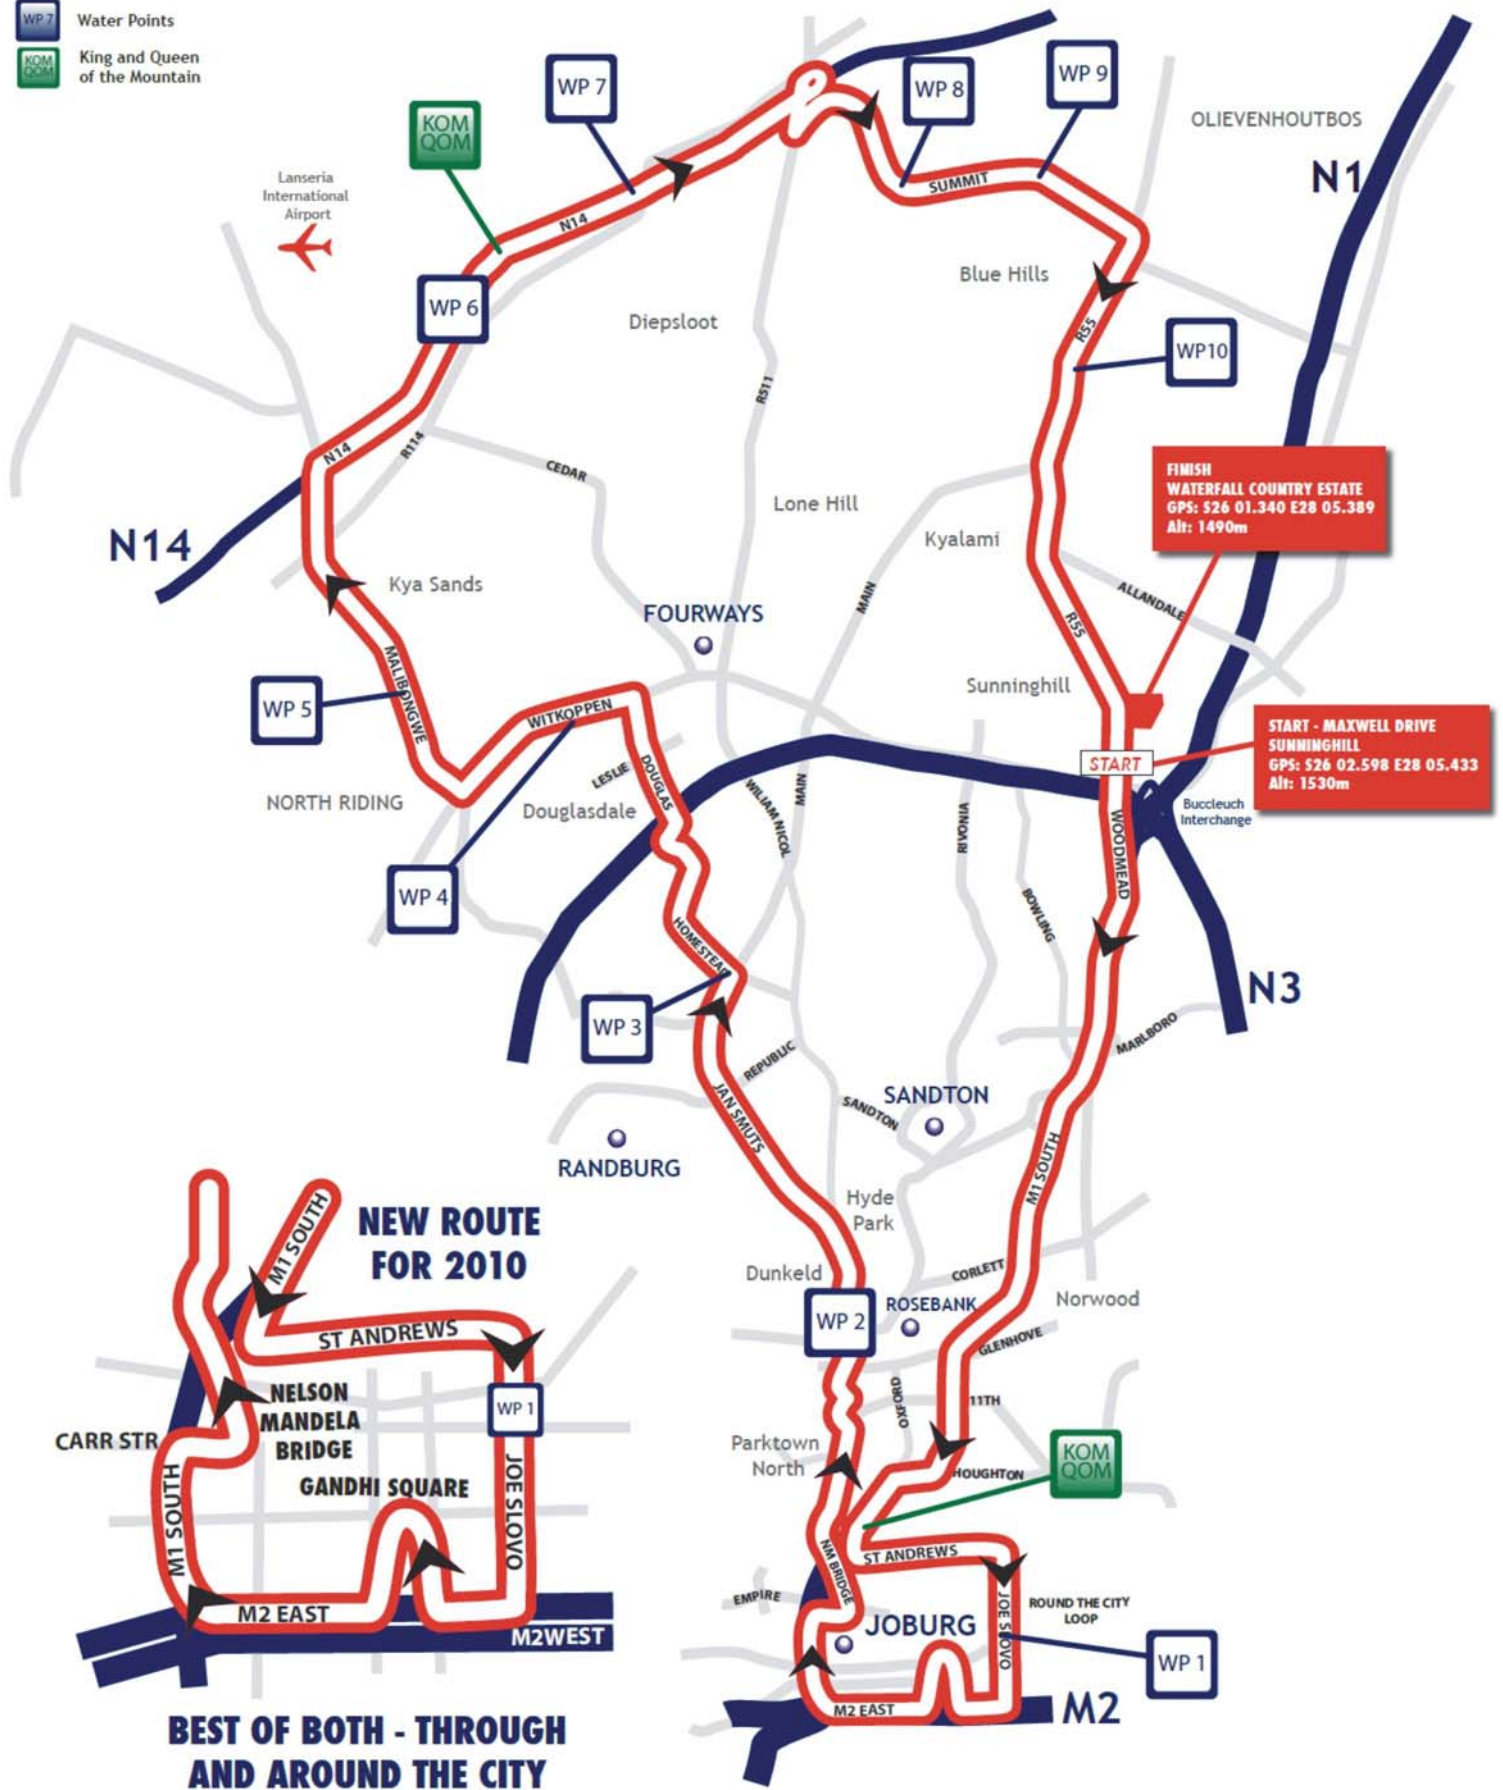 WP 7
Water Points
KOM
QOM
King and Queen
of the Mountain
WP 7
WP 8
WP 9
KOM
QOM
OLIEVENHOUTBOS
N1
Lanseria
International
Airport
SUMMIT
N14
Blue Hills
WP 6
Diepsloot
R55
WP10
R511
N14
R114
CEDAR
FINISH
WATERFALL COUNTRY ESTATE
GPS: S26 01.340 E28 05.389
Alt: 1490m
Lone Hill
N14
Kyalami
Kya Sands
MAIN
ALLANDALE
FOURWAYS
R55
MALIBONGWE
Sunninghill
WP 5
WITKOPPEN
START - MAXWELL DRIVE
SUNNINGHILL
GPS: S26 02.598 E28 05.433
Alt: 1530m
START
LESLIE
DOUGLAS
NORTH RIDING
Douglasdale
WILIAM NICOL
MAIN
RIVONIA
WOODMEAD
Buccleuch
Interchange
WP 4
BOWLING
HOMESTEAD
N3
WP 3
MARLBORO
REPUBLIC
JAN SMUTS
SANDTON
SANDTON
RANDBURG
M1 SOUTH
Hyde
Park
M1 SOUTH
NEW ROUTE
FOR 2010
Dunkeld
CORLETT
WP 2
ROSEBANK
Norwood
ST ANDREWS
GLENHOVE
NELSON
MANDELA
BRIDGE
WP 1
OXFORD
11TH
CARR STR
Parktown
North
HOUGHTON
KOM
QOM
GANDHI SQUARE
M1 SOUTH
JOE SLOVO
NM BRIDGE
ST ANDREWS
EMPIRE
JOE SLOVO
ROUND THE CITY
LOOP
JOBURG
M2 EAST
M2WEST
WP 1
M2 EAST
M2
BEST OF BOTH - THROUGH
AND AROUND THE CITY